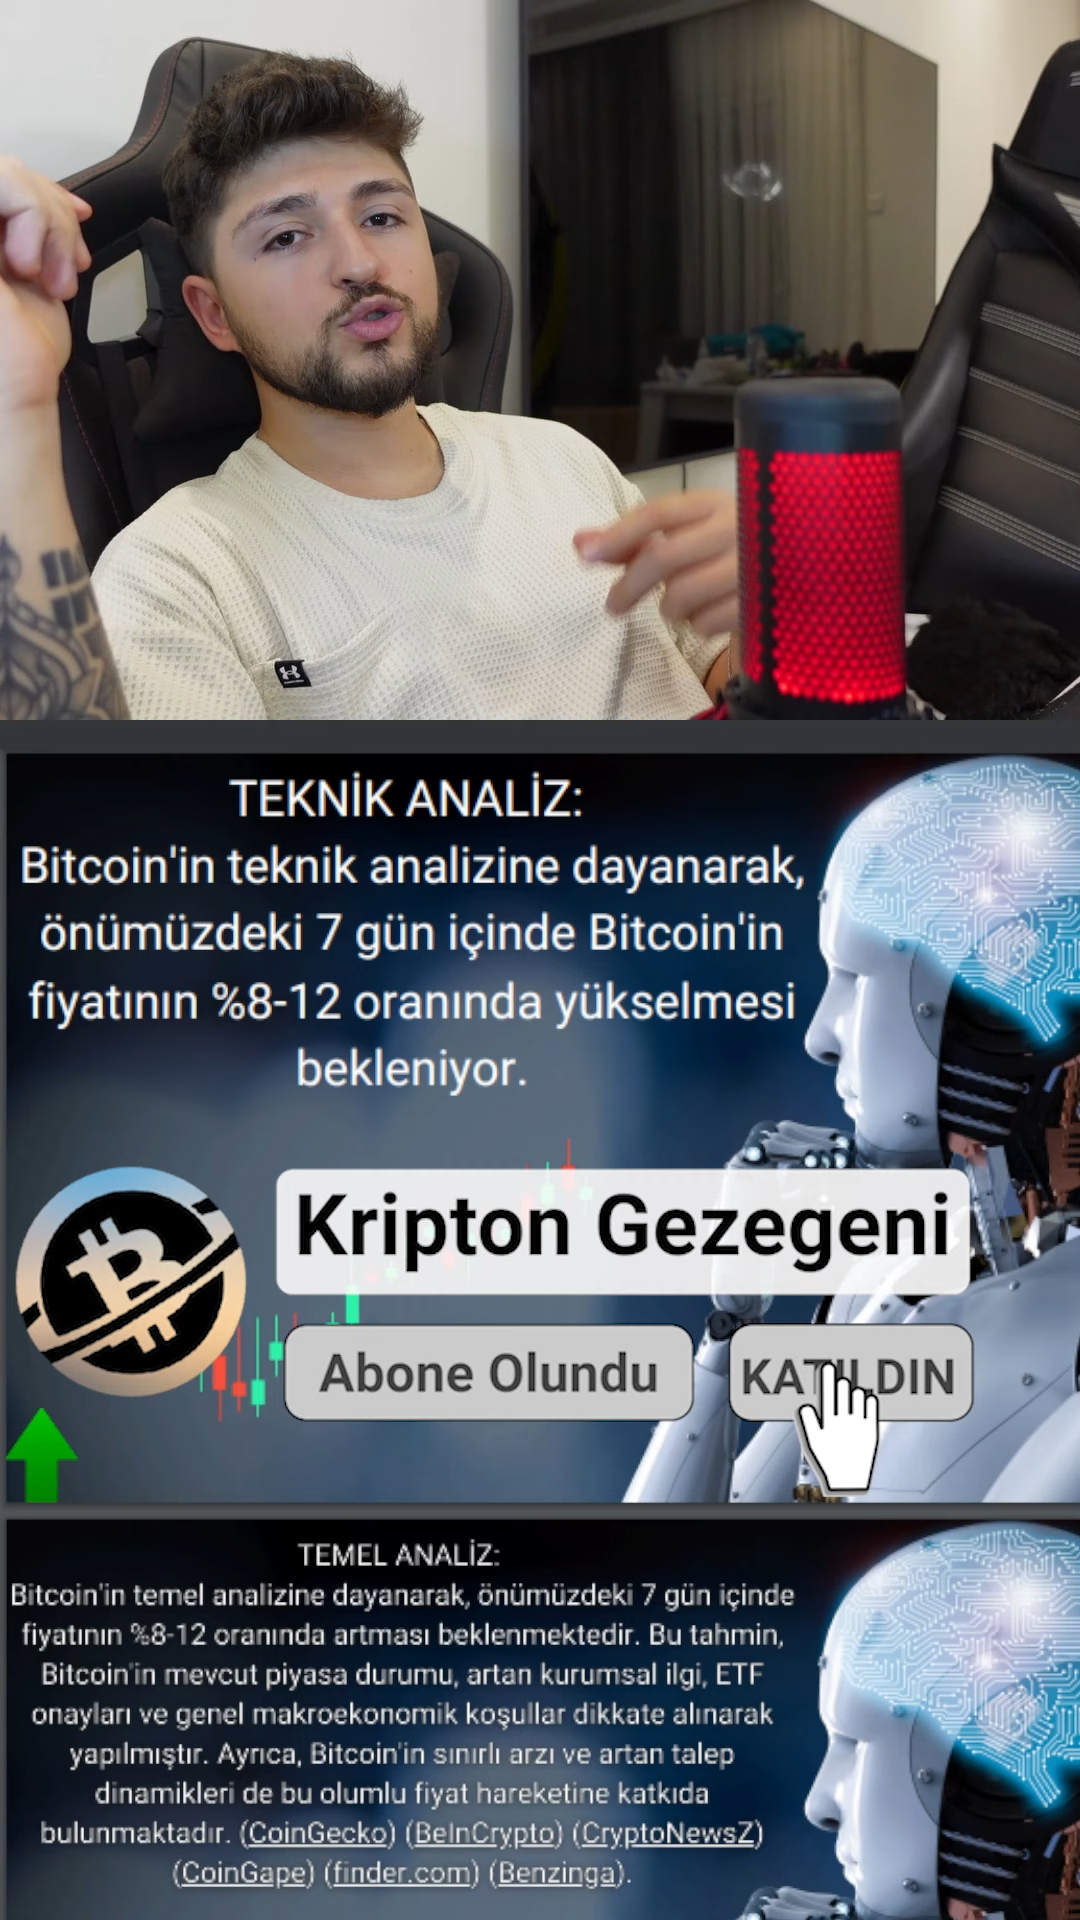 TEKNİK ANALİZ:
Bitcoin'in teknik analizine dayanarak,
önümüzdeki 7 gün içinde Bitcoin'in
fiyatının %8-12 oranında yükselmesi
bekleniyor.
Kripton Gezegeni
Abone Olundu
KATILDIN
TEMEL ANALİZ:
Bitcoin'in temel analizine dayanarak, önümüzdeki 7 gün içinde
fiyatının %8-12 oranında artması beklenmektedir. Bu tahmin,
Bitcoin'in mevcut piyasa durumu, artan kurumsal ilgi, ETF
onayları ve genel makroekonomik koşullar dikkate alınarak
yapılmıştır. Ayrıca, Bitcoin'in sınırlı arzı ve artan talep
dinamikleri de bu olumlu fiyat hareketine katkıda
bulunmaktadır. (CoinGecko) (BeInCrypto) (CryptoNewsZ)
(CoinGape) (finder.com) (Benzinga).